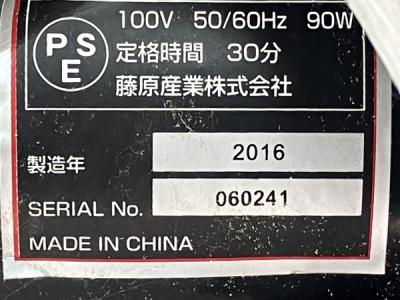 100V 50/60Hz 90W
PSE
定格時間 30分
藤原産業株式会社
製造年 2016
SERIAL No. 060241
MADE IN CHINA